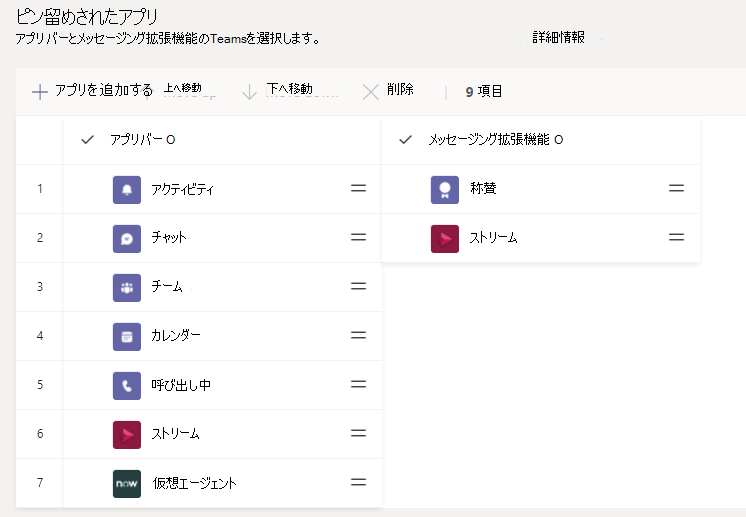 ピン留めされたアプリ
アプリバーとメッセージング拡張機能のTeamsを選択します。 詳細情報
アプリを追加する 上へ移動 下へ移動 削除 9 項目
アプリバー O メッセージング拡張機能 O
1 アクティビティ 称賛
2 チャット ストリーム
3 チーム
4 カレンダー
5 呼び出し中
6 ストリーム
7 now 仮想エージェント